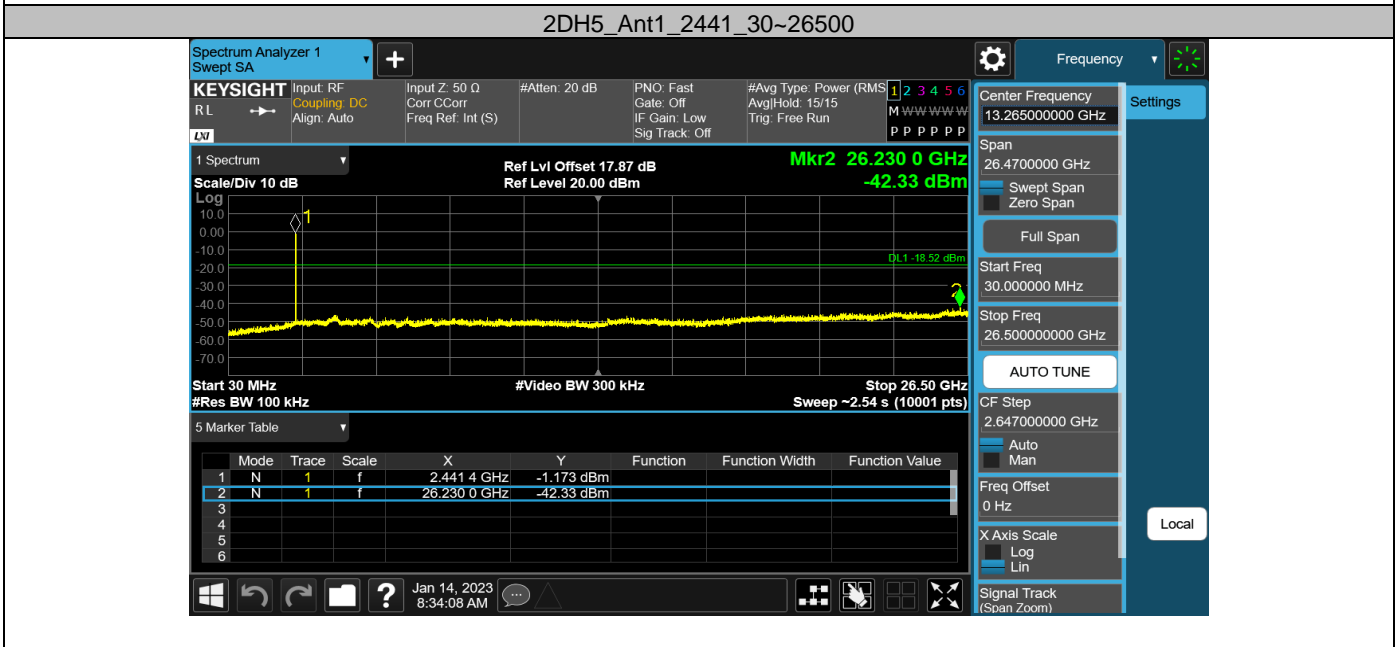 2DH5_Ant1_2441_30~26500
Spectrum Analyzer 1
Swept SA
Frequency
KEYSIGHT
RL
LXI
Input: RF
Coupling: DC
Align: Auto
Input Z: 50 Ω
Corr CCorr
Freq Ref: Int (S)
#Atten: 20 dB
PNO: Fast
Gate: Off
IF Gain: Low
Sig Track: Off
#Avg Type: Power (RMS
Avg|Hold: 15/15
Trig: Free Run
1 2 3 4 5 6
M W W W W W
P P P P P P
1 Spectrum
Scale/Div 10 dB
Ref Lvl Offset 17.87 dB
Ref Level 20.00 dBm
Mkr2 26.230 0 GHz
-42.33 dBm
Log
10.0
0.00
-10.0
-20.0
-30.0
-40.0
-50.0
-60.0
-70.0
1
DL1 -18.52 dBm
2
Start 30 MHz
#Video BW 300 kHz
Stop 26.50 GHz
#Res BW 100 kHz
Sweep ~2.54 s (10001 pts)
5 Marker Table
Mode Trace Scale X Y Function Function Width Function Value
1 N 1 f 2.441 4 GHz -1.173 dBm
2 N 1 f 26.230 0 GHz -42.33 dBm
3
4
5
6
Jan 14, 2023
8:34:08 AM
Center Frequency
13.265000000 GHz
Settings
Span
26.4700000 GHz
Swept Span
Zero Span
Full Span
Start Freq
30.000000 MHz
Stop Freq
26.500000000 GHz
AUTO TUNE
CF Step
2.647000000 GHz
Auto
Man
Freq Offset
0 Hz
Local
X Axis Scale
Log
Lin
Signal Track
(Span Zoom)